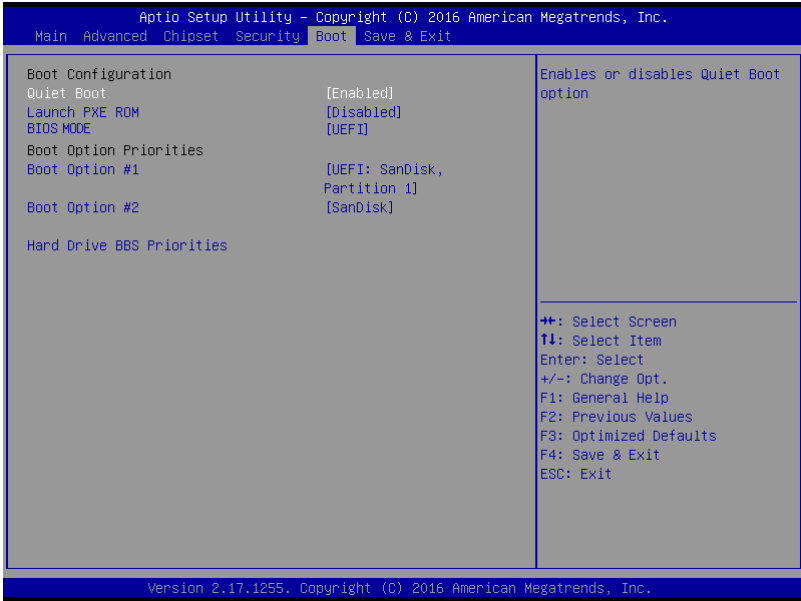 Aptio Setup Utility – Copyright (C) 2016 American Megatrends, Inc.
Main Advanced Chipset Security Boot Save & Exit
Boot Configuration
Quiet Boot [Enabled]
Launch PXE ROM [Disabled]
BIOS MODE [UEFI]
Boot Option Priorities
Boot Option #1 [UEFI: SanDisk,
Partition 1]
Boot Option #2 [SanDisk]
Hard Drive BBS Priorities
Enables or disables Quiet Boot
option
→←: Select Screen
↑↓: Select Item
Enter: Select
+/-: Change Opt.
F1: General Help
F2: Previous Values
F3: Optimized Defaults
F4: Save & Exit
ESC: Exit
Version 2.17.1255. Copyright (C) 2016 American Megatrends, Inc.